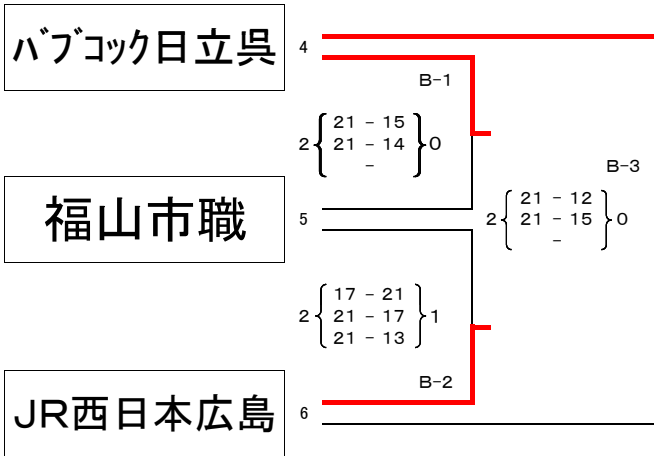 ﾊﾞﾌﾞｺｯｸ日立呉
4
B-1
21 - 15
2 21 - 14 0
-
B-3
福山市職
5
21 - 12
2 21 - 15 0
-
17 - 21
2 21 - 17 1
21 - 13
B-2
JR西日本広島
6